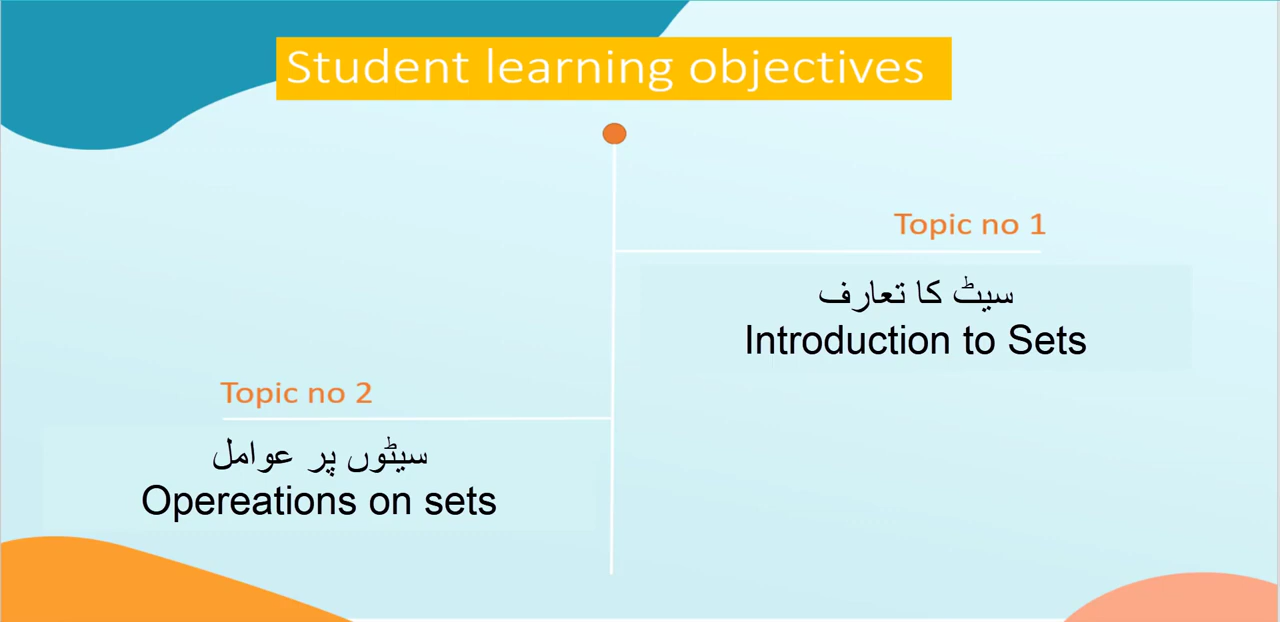 Student learning objectives
Topic no 1
سیٹ کا تعارف
Introduction to Sets
Topic no 2
سیٹوں پر عوامل
Opereations on sets